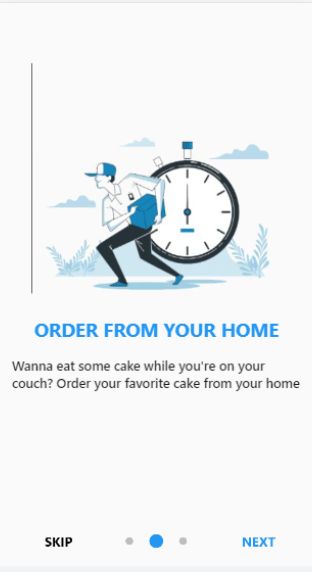 ORDER FROM YOUR HOME
Wanna eat some cake while you're on your
couch? Order your favorite cake from your home
SKIP
NEXT